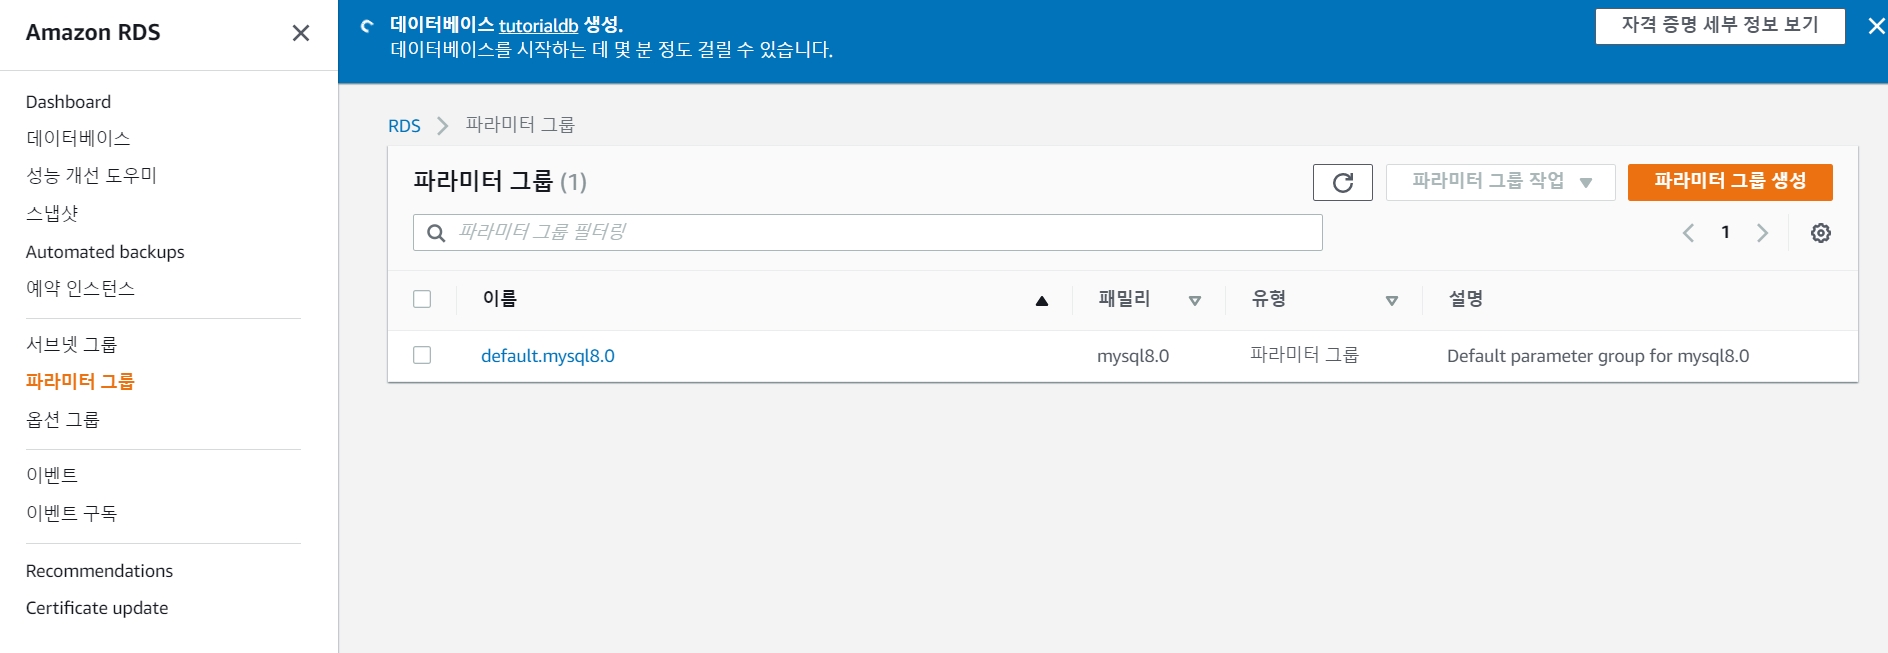 Amazon RDS
Dashboard
데이터베이스
성능 개선 도우미
스냅샷
Automated backups
예약 인스턴스
서브넷 그룹
파라미터 그룹
옵션 그룹
이벤트
이벤트 구독
Recommendations
Certificate update
데이터베이스 tutorialdb 생성.
데이터베이스를 시작하는 데 몇 분 정도 걸릴 수 있습니다.
자격 증명 세부 정보 보기
RDS 파라미터 그룹
파라미터 그룹 (1)
파라미터 그룹 작업
파라미터 그룹 생성
파라미터 그룹 필터링
1
이름 패밀리 유형 설명
default.mysql8.0 mysql8.0 파라미터 그룹 Default parameter group for mysql8.0